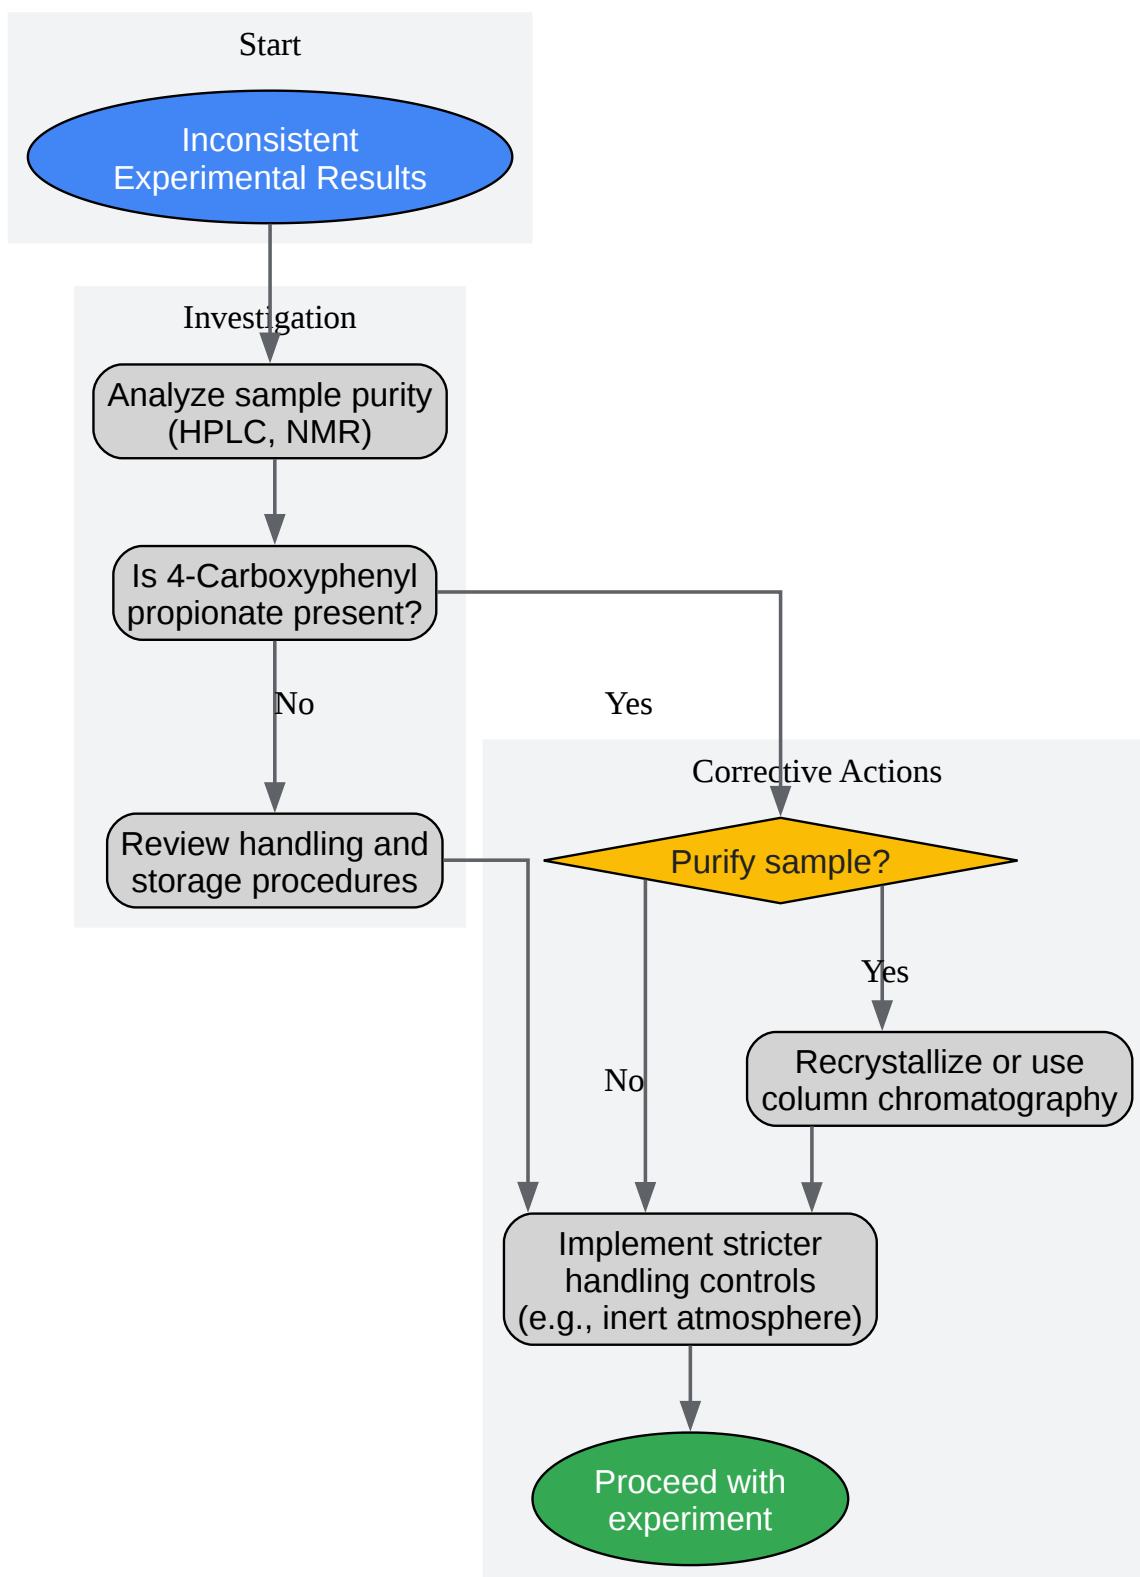 Start
Inconsistent
Experimental Results
Investigation
Analyze sample purity
(HPLC, NMR)
Is 4-Carboxyphenyl
propionate present?
No
Yes
Corrective Actions
Review handling and
storage procedures
Purify sample?
Yes
No
Recrystallize or use
column chromatography
Implement stricter
handling controls
(e.g., inert atmosphere)
Proceed with
experiment